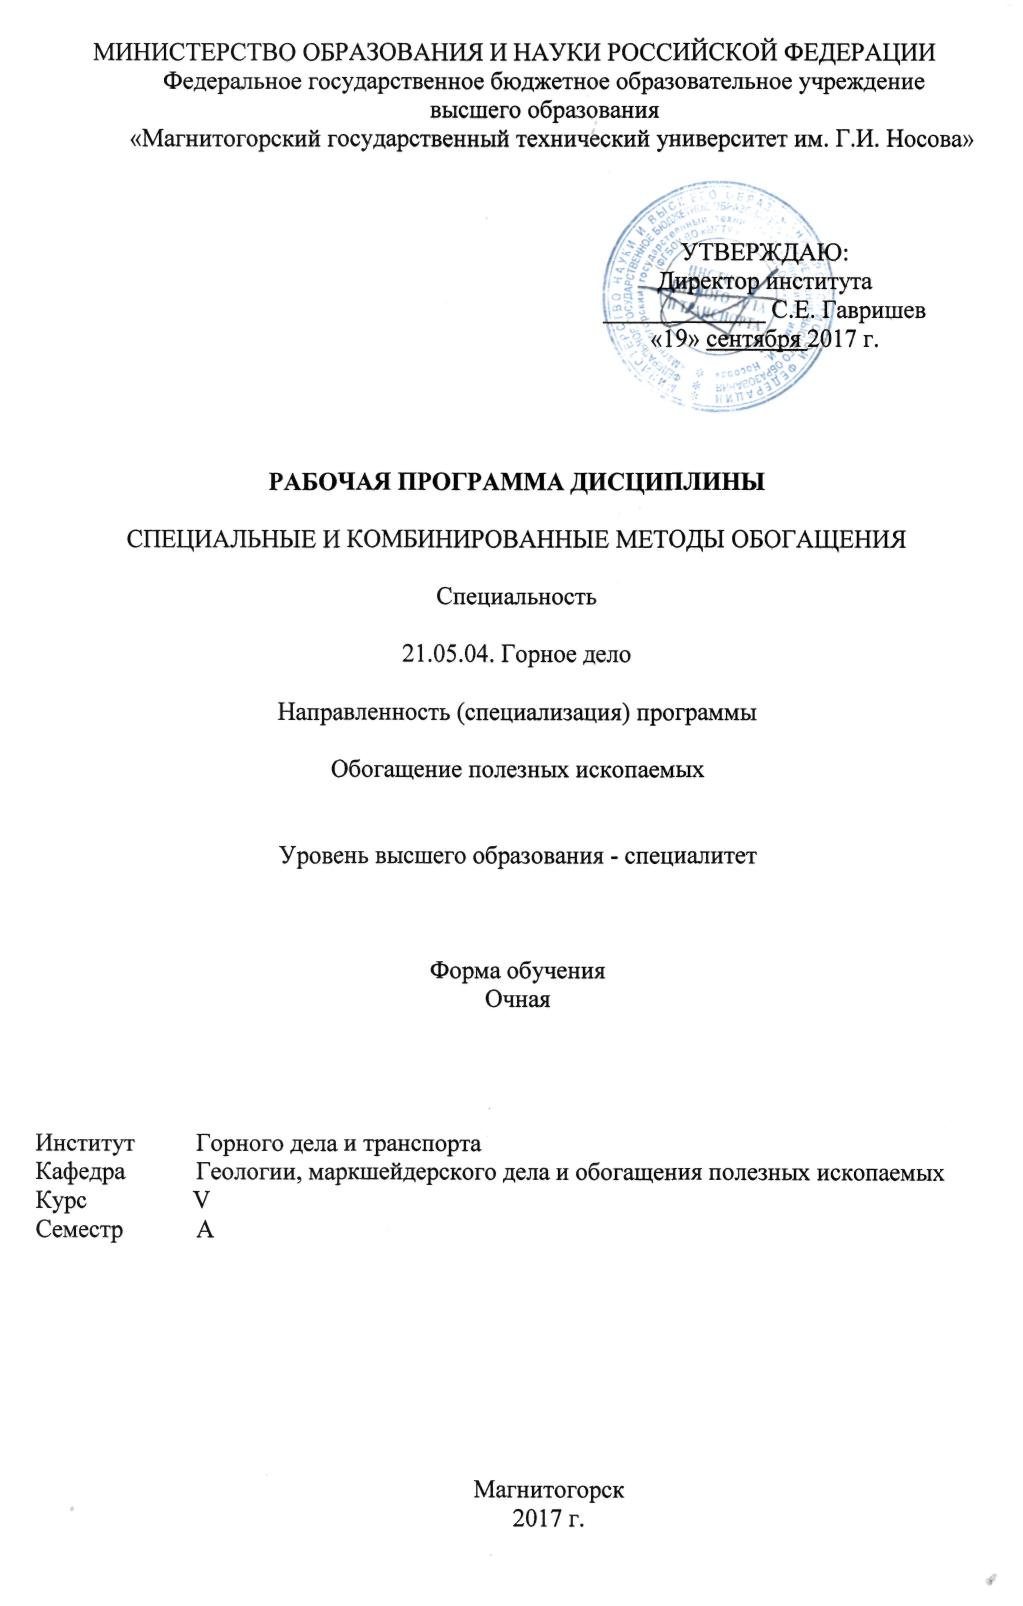 МИНИСТЕРСТВО ОБРАЗОВАНИЯ И НАУКИ РОССИЙСКОЙ ФЕДЕРАЦИИ
Федеральное государственное бюджетное образовательное учреждение
высшего образования
«Магнитогорский государственный технический университет им. Г.И. Носова»
УТВЕРЖДАЮ:
Директор института
С.Е. Гавришев
«19» сентября 2017 г.
РАБОЧАЯ ПРОГРАММА ДИСЦИПЛИНЫ
СПЕЦИАЛЬНЫЕ И КОМБИНИРОВАННЫЕ МЕТОДЫ ОБОГАЩЕНИЯ
Специальность
21.05.04. Горное дело
Направленность (специализация) программы
Обогащение полезных ископаемых
Уровень высшего образования - специалитет
Форма обучения
Очная
Институт Горного дела и транспорта
Кафедра Геологии, маркшейдерского дела и обогащения полезных ископаемых
Курс V
Семестр А
Магнитогорск
2017 г.